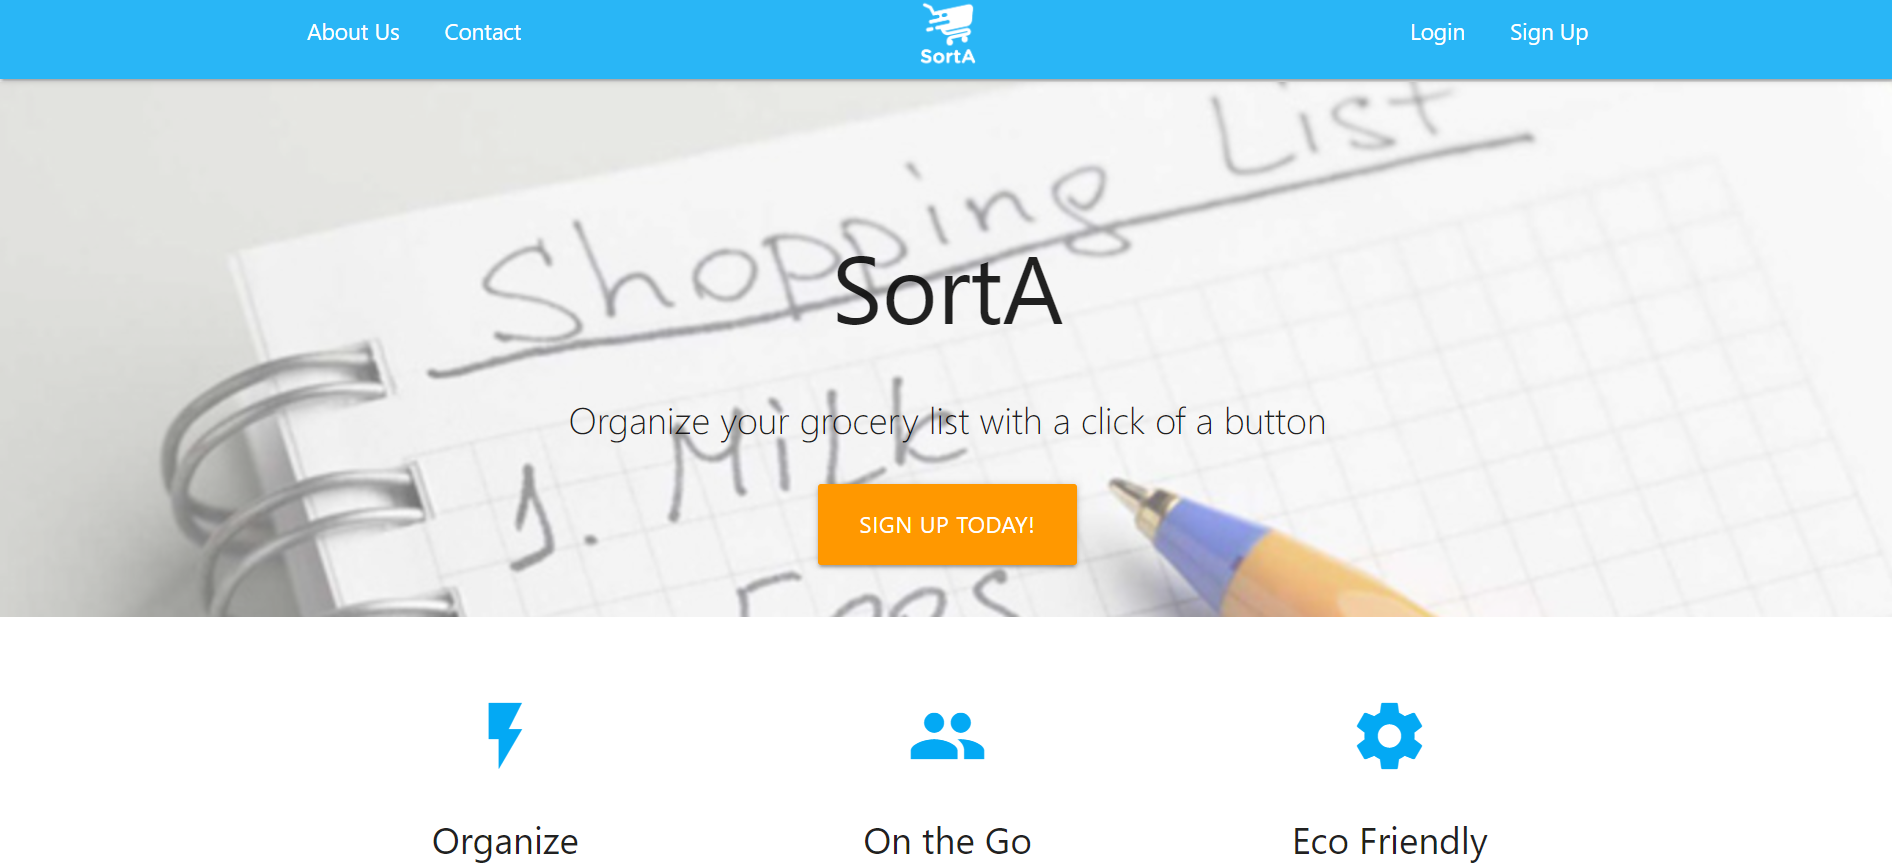 About Us Contact SortA Login Sign Up
Shopping List
SortA
1. Milk
Organize your grocery list with a click of a button
SIGN UP TODAY!
Eggs
Organize On the Go Eco Friendly